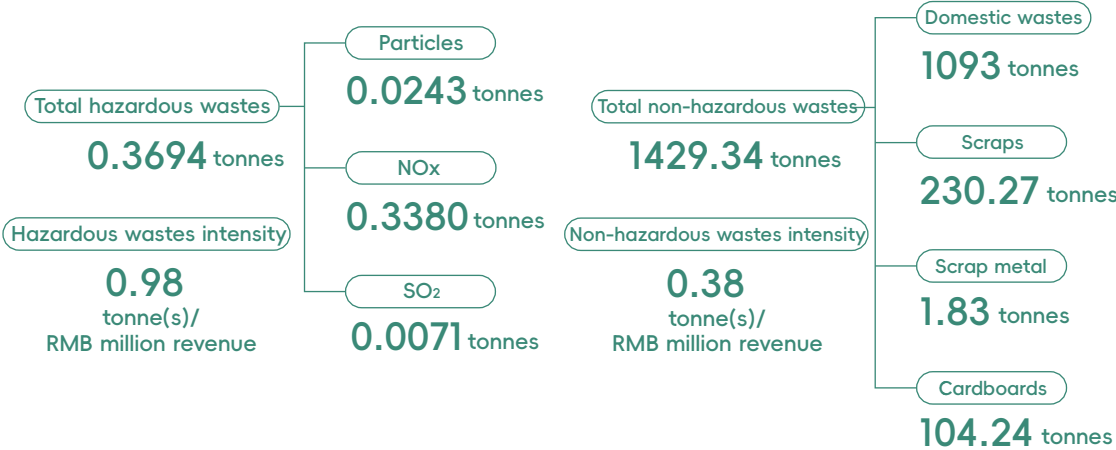 Total hazardous wastes
0.3694 tonnes
Hazardous wastes intensity
0.98
tonne(s)/
RMB million revenue
Particles
0.0243 tonnes
NOx
0.3380 tonnes
SO2
0.0071 tonnes
Total non-hazardous wastes
1429.34 tonnes
Non-hazardous wastes intensity
0.38
tonne(s)/
RMB million revenue
Domestic wastes
1093 tonnes
Scraps
230.27 tonnes
Scrap metal
1.83 tonnes
Cardboards
104.24 tonnes